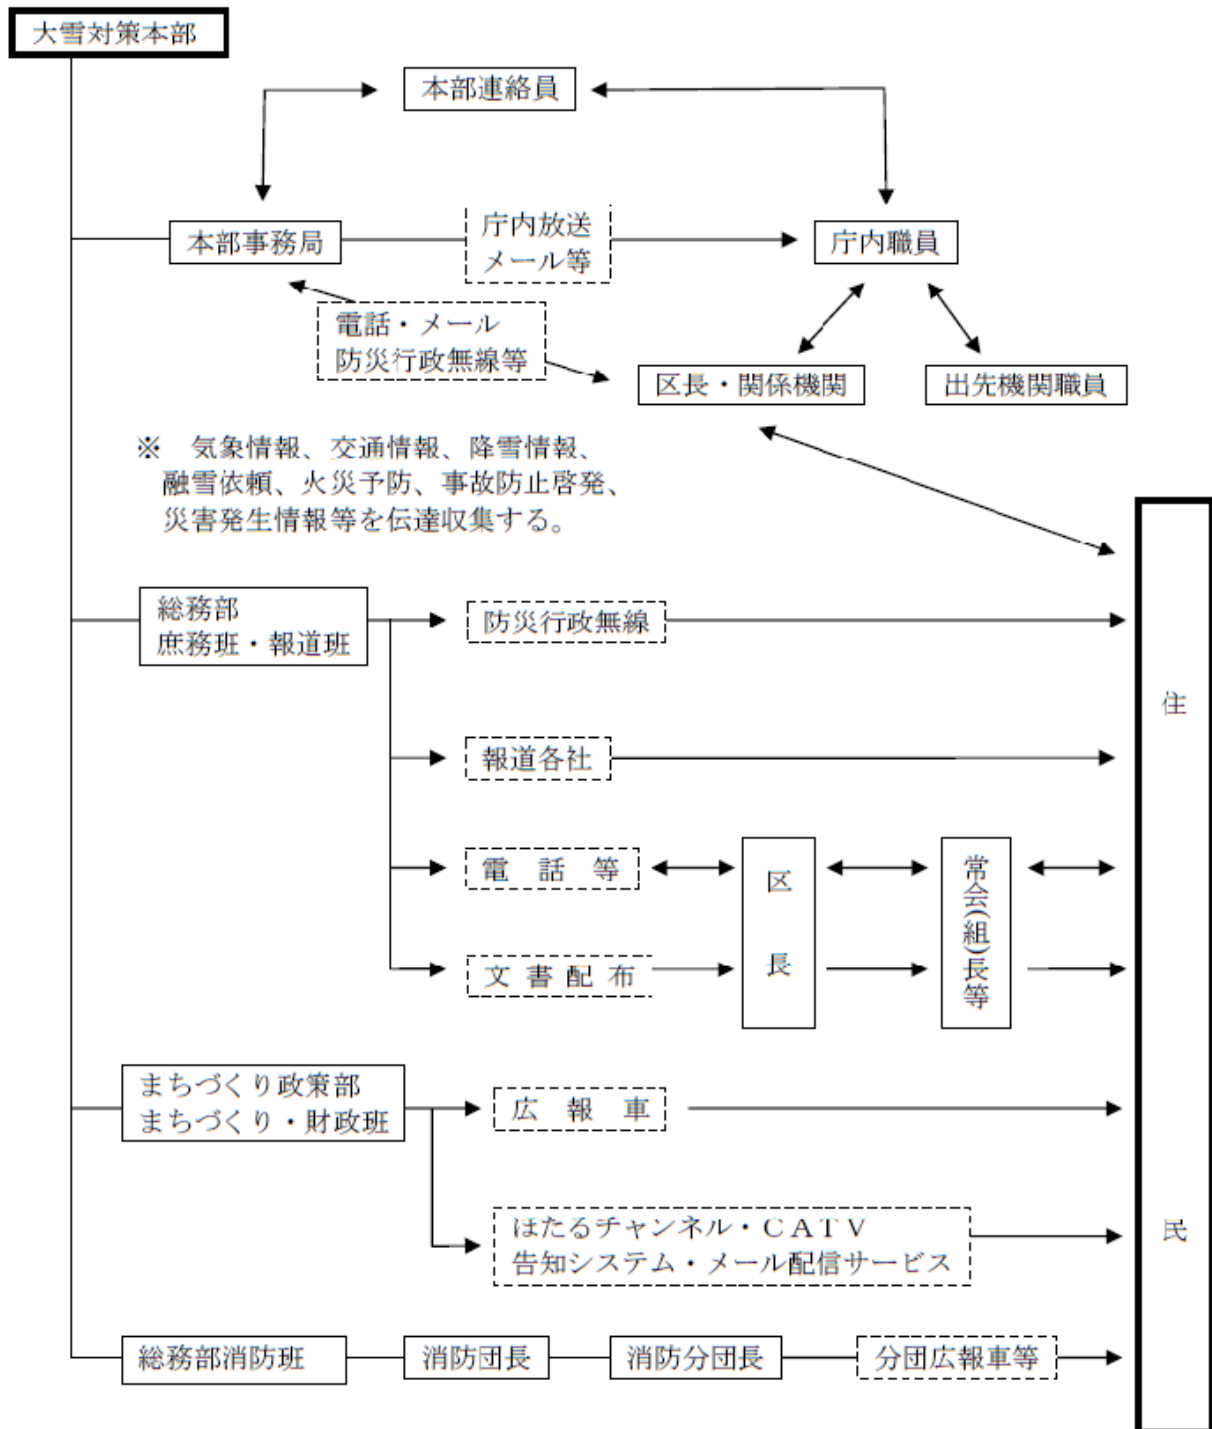 大雪対策本部
本部連絡員
本部事務局
庁内放送
メール等
庁内職員
電話・メール
防災行政無線等
区長・関係機関
出先機関職員
※　気象情報、交通情報、降雪情報、
融雪依頼、火災予防、事故防止啓発、
災害発生情報等を伝達収集する。
総務部
庶務班・報道班
防災行政無線
報道各社
電　話　等
文 書 配 布
区長
常会(組)長等
まちづくり政策部
まちづくり・財政班
広　報　車
ほたるチャンネル・ＣＡＴＶ
告知システム・メール配信サービス
総務部消防班
消防団長
消防分団長
分団広報車等
住民